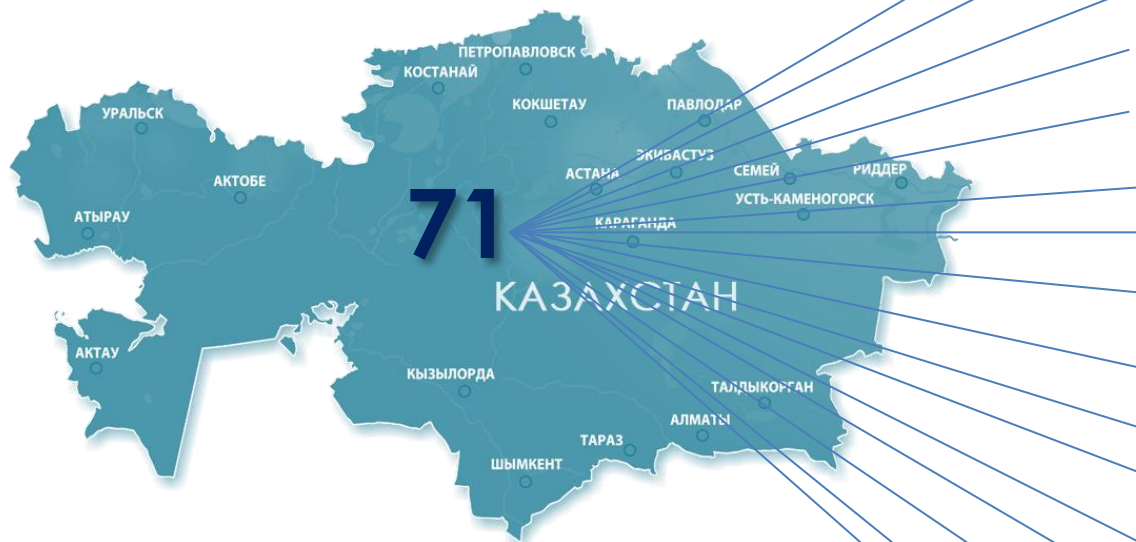 ПЕТРОПАВЛОВСК
КОСТАНАЙ
КОКШЕТАУ
ПАВЛОДАР
УРАЛЬСК
ЭКИБАСТУЗ
АСТАНА
СЕМЕЙ
РИДДЕР
АКТОБЕ
УСТЬ-КАМЕНОГОРСК
АТЫРАУ
71
КАРАГАНДА
КАЗАХСТАН
АКТАУ
КЫЗЫЛОРДА
ТАЛДЫКОРГАН
АЛМАТЫ
ТАРАЗ
ШЫМКЕНТ